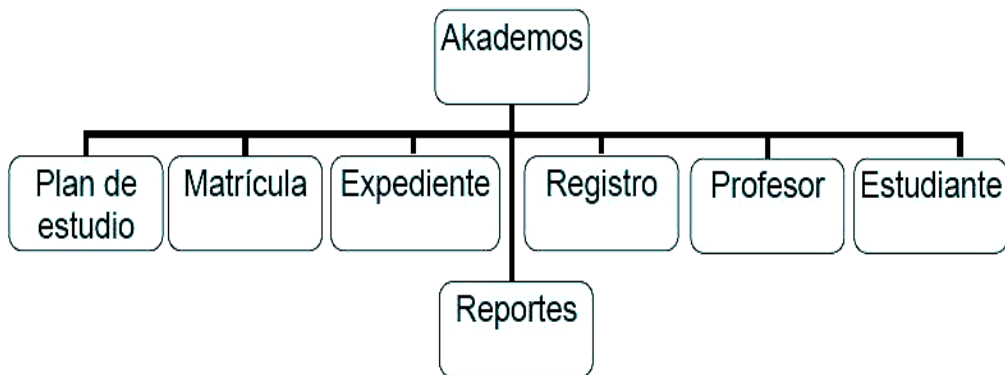 Akademos
Plan de
estudio
Matrícula
Expediente
Registro
Profesor
Estudiante
Reportes